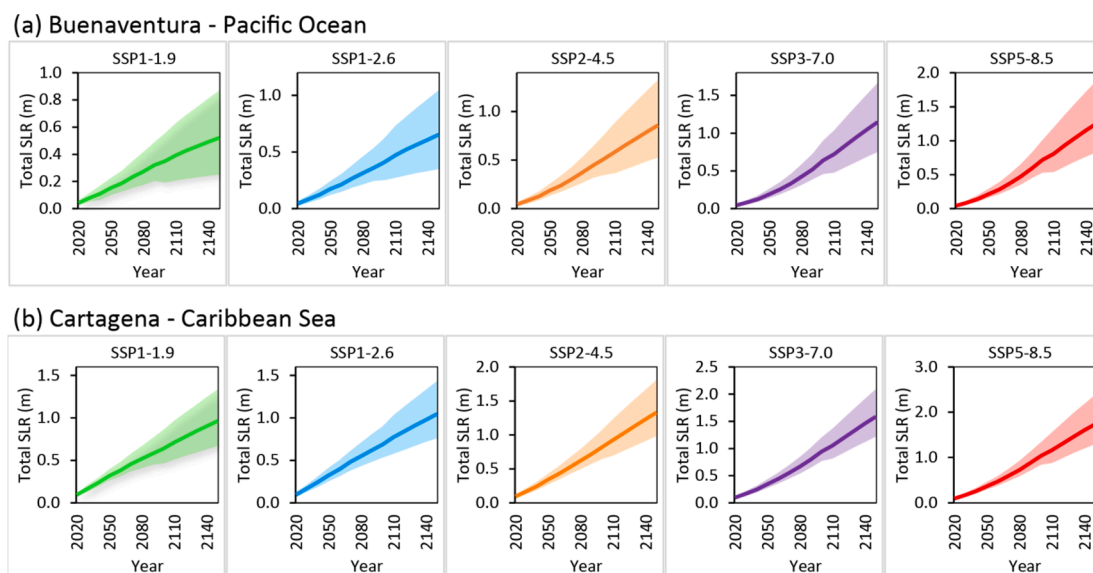 (a) Buenaventura - Pacific Ocean
SSP1-1.9
Total SLR (m)
1.0
0.8
0.6
0.4
0.2
0.0
2020
2050
2080
2110
2140
Year
SSP1-2.6
Total SLR (m)
1.0
0.5
0.0
2020
2050
2080
2110
2140
Year
SSP2-4.5
Total SLR (m)
1.0
0.5
0.0
2020
2050
2080
2110
2140
Year
SSP3-7.0
Total SLR (m)
1.5
1.0
0.5
0.0
2020
2050
2080
2110
2140
Year
SSP5-8.5
Total SLR (m)
2.0
1.5
1.0
0.5
0.0
2020
2050
2080
2110
2140
Year
(b) Cartagena - Caribbean Sea
SSP1-1.9
Total SLR (m)
1.5
1.0
0.5
0.0
2020
2050
2080
2110
2140
Year
SSP1-2.6
Total SLR (m)
1.5
1.0
0.5
0.0
2020
2050
2080
2110
2140
Year
SSP2-4.5
Total SLR (m)
2.0
1.5
1.0
0.5
0.0
2020
2050
2080
2110
2140
Year
SSP3-7.0
Total SLR (m)
2.5
2.0
1.5
1.0
0.5
0.0
2020
2050
2080
2110
2140
Year
SSP5-8.5
Total SLR (m)
3.0
2.0
1.0
0.0
2020
2050
2080
2110
2140
Year